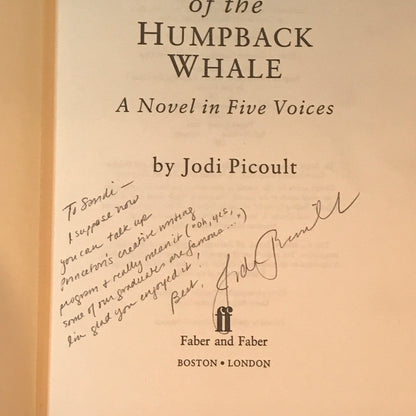 of the
HUMPBACK
WHALE
A Novel in Five Voices
by Jodi Picoult
To Sandi —
I suppose now
you can talk up
Princeton's creative writing
program & really mean it ("oh, yes,
some of our graduates are famous...")
I'm glad you enjoyed it!
Best,
Jodi Picoult
ff
Faber and Faber
BOSTON • LONDON